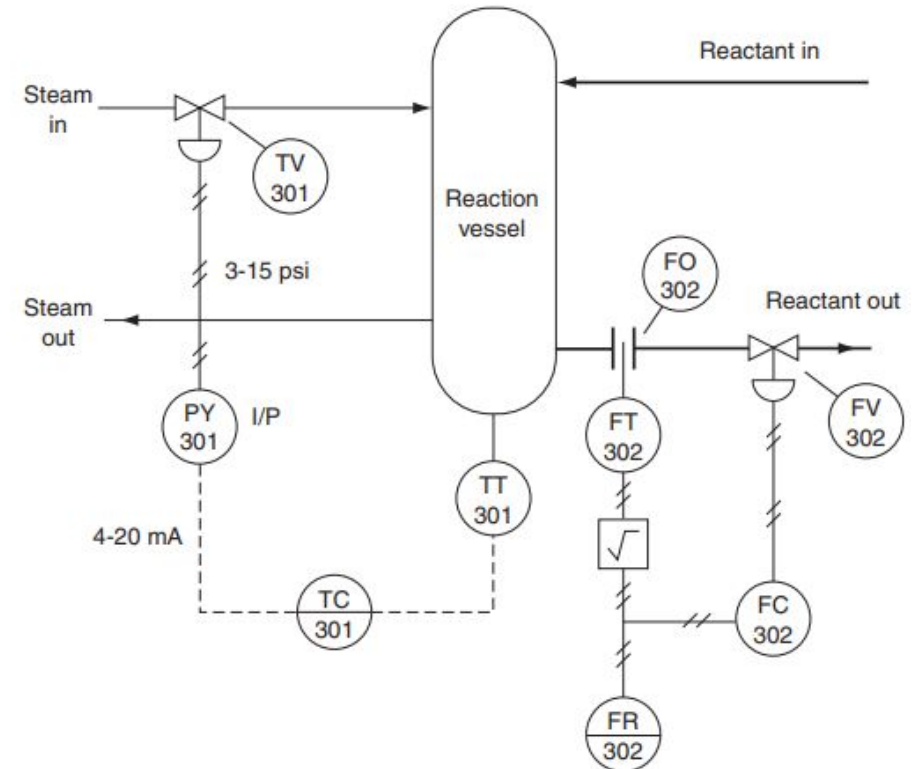 Reactant in
Steam
in
TV
301
Reaction
vessel
3-15 psi
FO
302
Steam
out
Reactant out
PY
301
I/P
FT
302
FV
302
TT
301
4-20 mA
√
TC
301
FC
302
FR
302